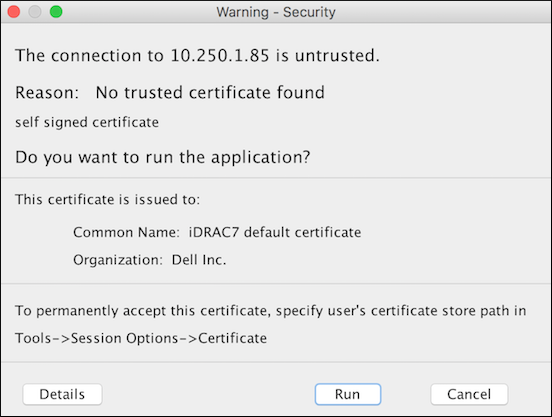 Warning - Security
The connection to 10.250.1.85 is untrusted.
Reason: No trusted certificate found
self signed certificate
Do you want to run the application?
This certificate is issued to:
Common Name: iDRAC7 default certificate
Organization: Dell Inc.
To permanently accept this certificate, specify user's certificate store path in
Tools->Session Options->Certificate
Details Run Cancel